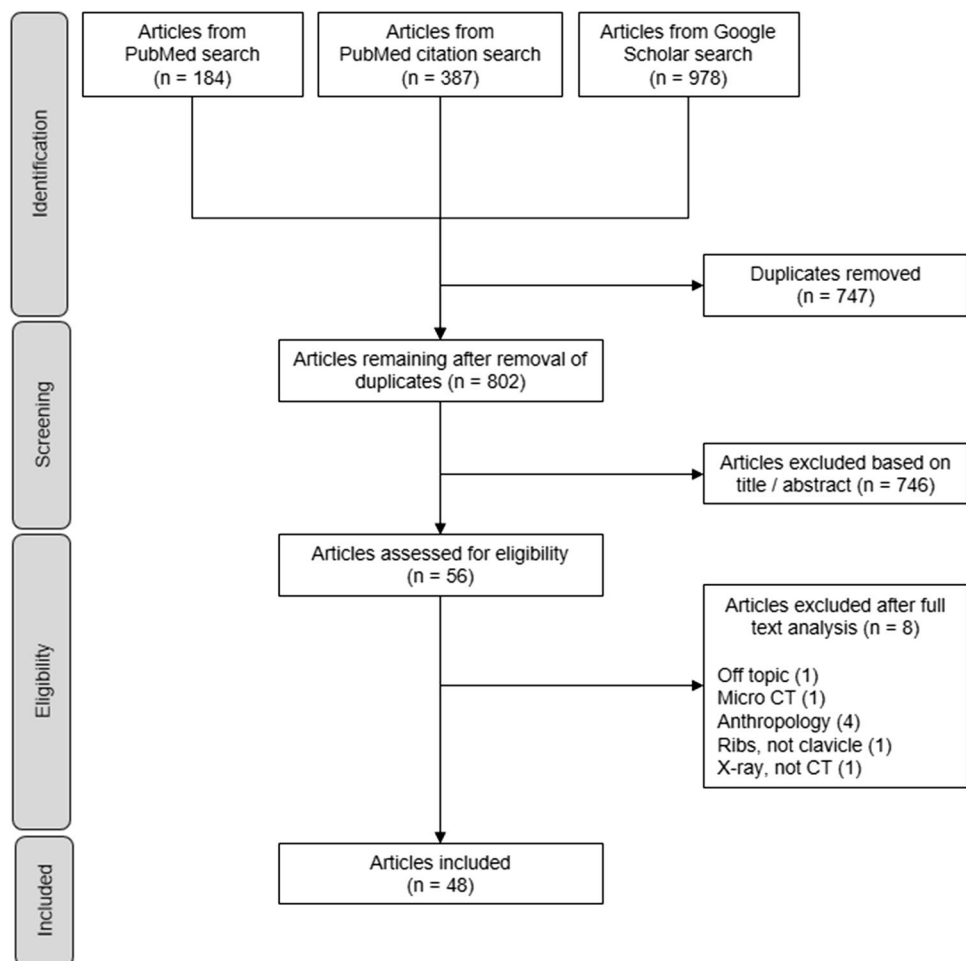 Identification
Articles from
PubMed search
(n = 184)
Articles from
PubMed citation search
(n = 387)
Articles from Google
Scholar search
(n = 978)
Duplicates removed
(n = 747)
Screening
Articles remaining after removal of
duplicates (n = 802)
Articles excluded based on
title / abstract (n = 746)
Eligibility
Articles assessed for eligibility
(n = 56)
Articles excluded after full
text analysis (n = 8)
Off topic (1)
Micro CT (1)
Anthropology (4)
Ribs, not clavicle (1)
X-ray, not CT (1)
Included
Articles included
(n = 48)